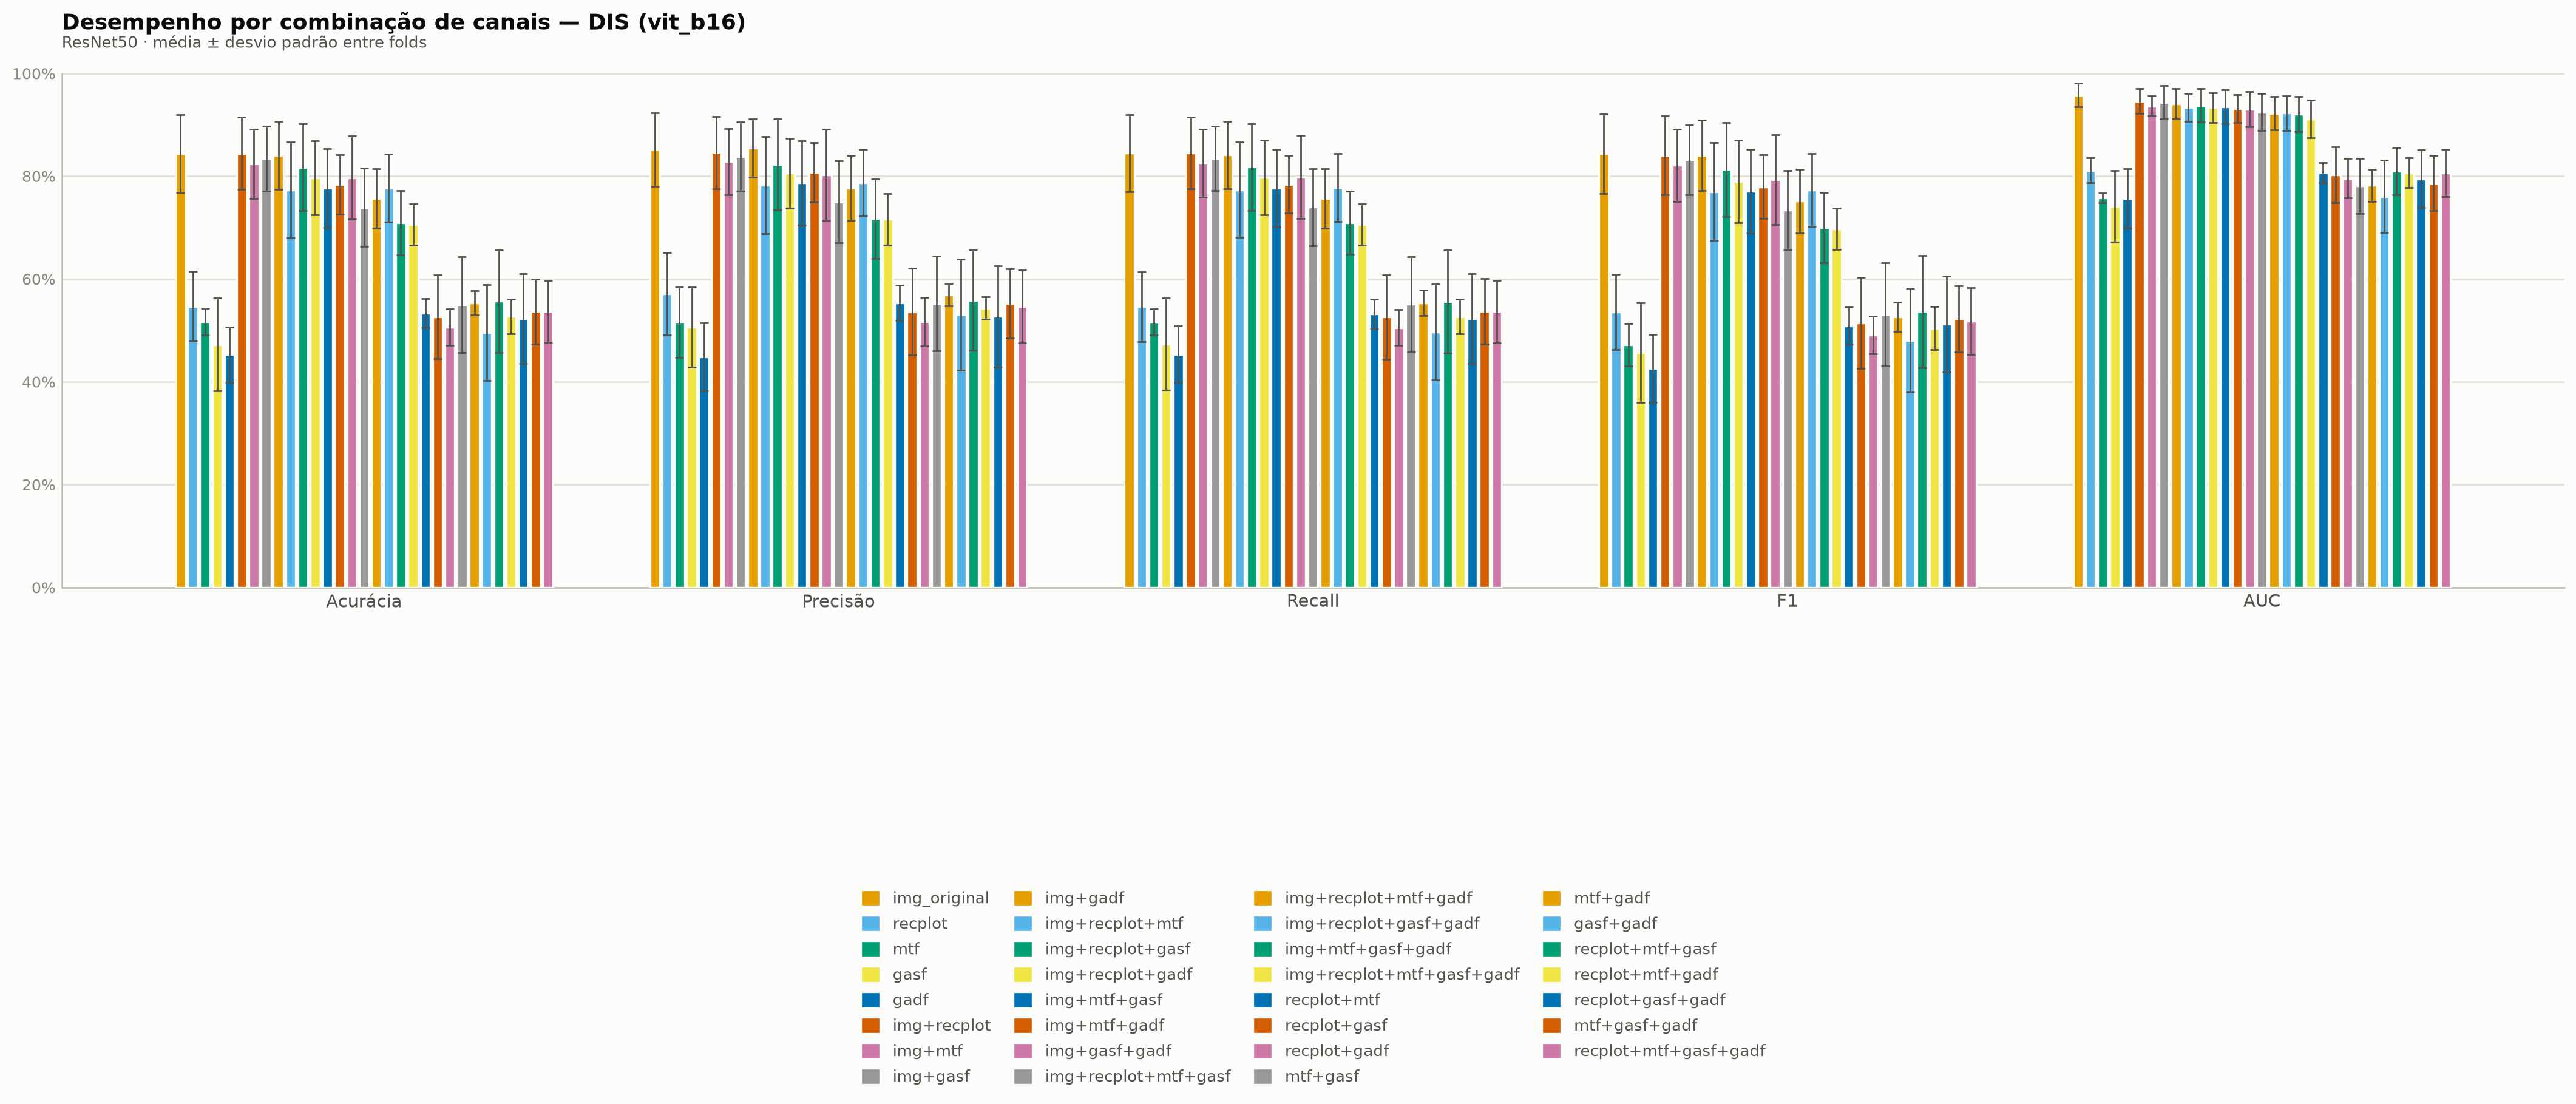 Desempenho por combinação de canais — DIS (vit_b16)
ResNet50 · média ± desvio padrão entre folds
100%
80%
60%
40%
20%
0%
Acurácia Precisão Recall F1 AUC
img_original img+gadf img+recplot+mtf+gadf mtf+gadf
recplot img+recplot+mtf img+recplot+gasf+gadf gasf+gadf
mtf img+recplot+gasf img+mtf+gasf+gadf recplot+mtf+gasf
gasf img+recplot+gadf img+recplot+mtf+gasf+gadf recplot+mtf+gadf
gadf img+mtf+gasf recplot+mtf recplot+gasf+gadf
img+recplot img+mtf+gadf recplot+gasf mtf+gasf+gadf
img+mtf img+gasf+gadf recplot+gadf recplot+mtf+gasf+gadf
img+gasf img+recplot+mtf+gasf mtf+gasf